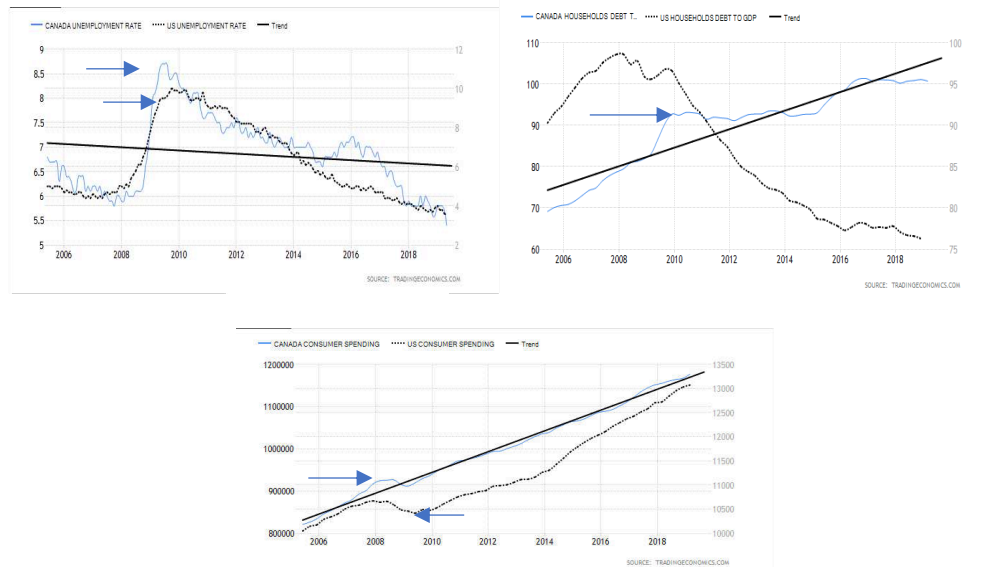 CANADA UNEMPLOYMENT RATE US UNEMPLOYMENT RATE Trend
9 12
8.5
8 10
7.5
7 8
6.5 6
6 4
5.5
5 2
2006 2008 2010 2012 2014 2016 2018
SOURCE: TRADINGECONOMICS.COM
CANADA HOUSEHOLDS DEBT T... US HOUSEHOLDS DEBT TO GDP Trend
110 100
100 95
90 90
80 85
70 80
60 75
2006 2008 2010 2012 2014 2016 2018
SOURCE: TRADINGECONOMICS.COM
CANADA CONSUMER SPENDING US CONSUMER SPENDING Trend
1200000 13500
1100000 13000
12500
1000000 12000
11500
900000 11000
10500
800000 10000
2006 2008 2010 2012 2014 2016 2018
SOURCE: TRADINGECONOMICS.COM